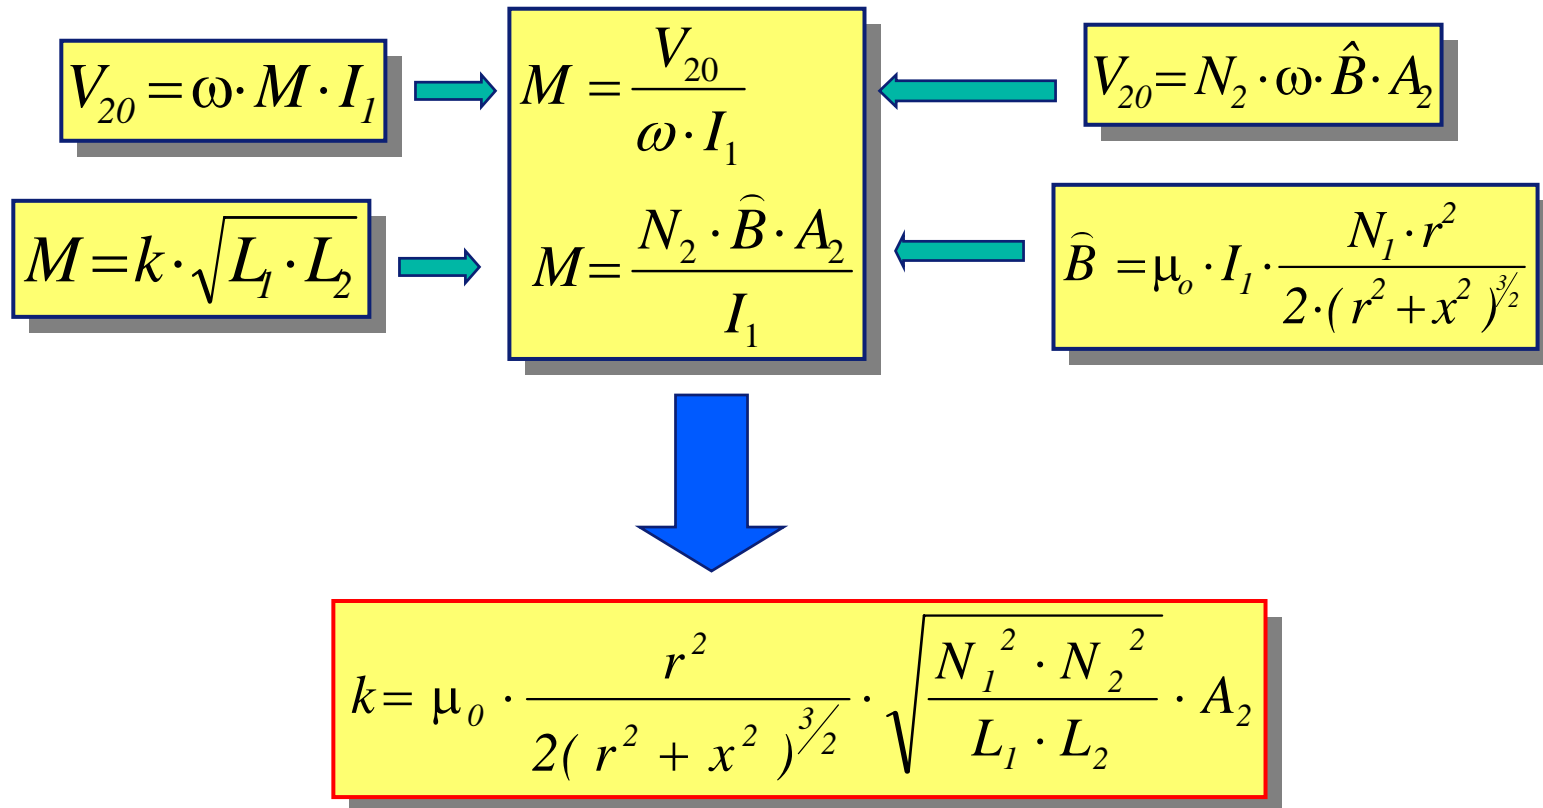 V₂₀ = ω · M · I₁
M = V₂₀ / (ω · I₁)
V₂₀ = N₂ · ω · B̂ · A₂
M = k · √(L₁ · L₂)
M = (N₂ · B̂ · A₂) / I₁
B̂ = μₒ · I₁ · (N₁ · r²) / (2 · (r² + x²)^(3/2))
k = μ₀ · r² / (2(r² + x²)^(3/2)) · √((N₁² · N₂²) / (L₁ · L₂)) · A₂